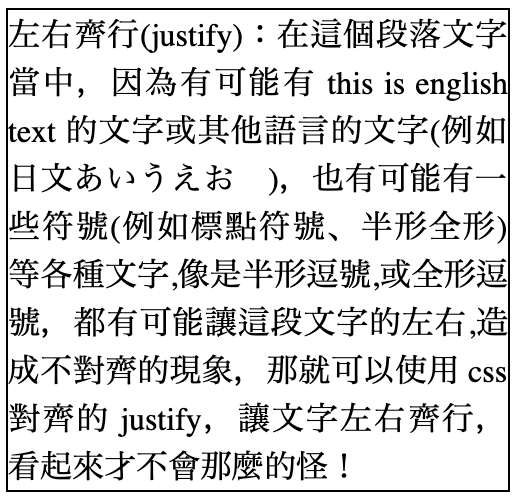 左右齊行(justify)：在這個段落文字
當中，因為有可能有 this is english
text 的文字或其他語言的文字(例如
日文あいうえお　)，也有可能有一
些符號(例如標點符號、半形全形)
等各種文字,像是半形逗號,或全形逗
號，都有可能讓這段文字的左右,造
成不對齊的現象，那就可以使用 css
對齊的 justify，讓文字左右齊行，
看起來才不會那麼的怪！